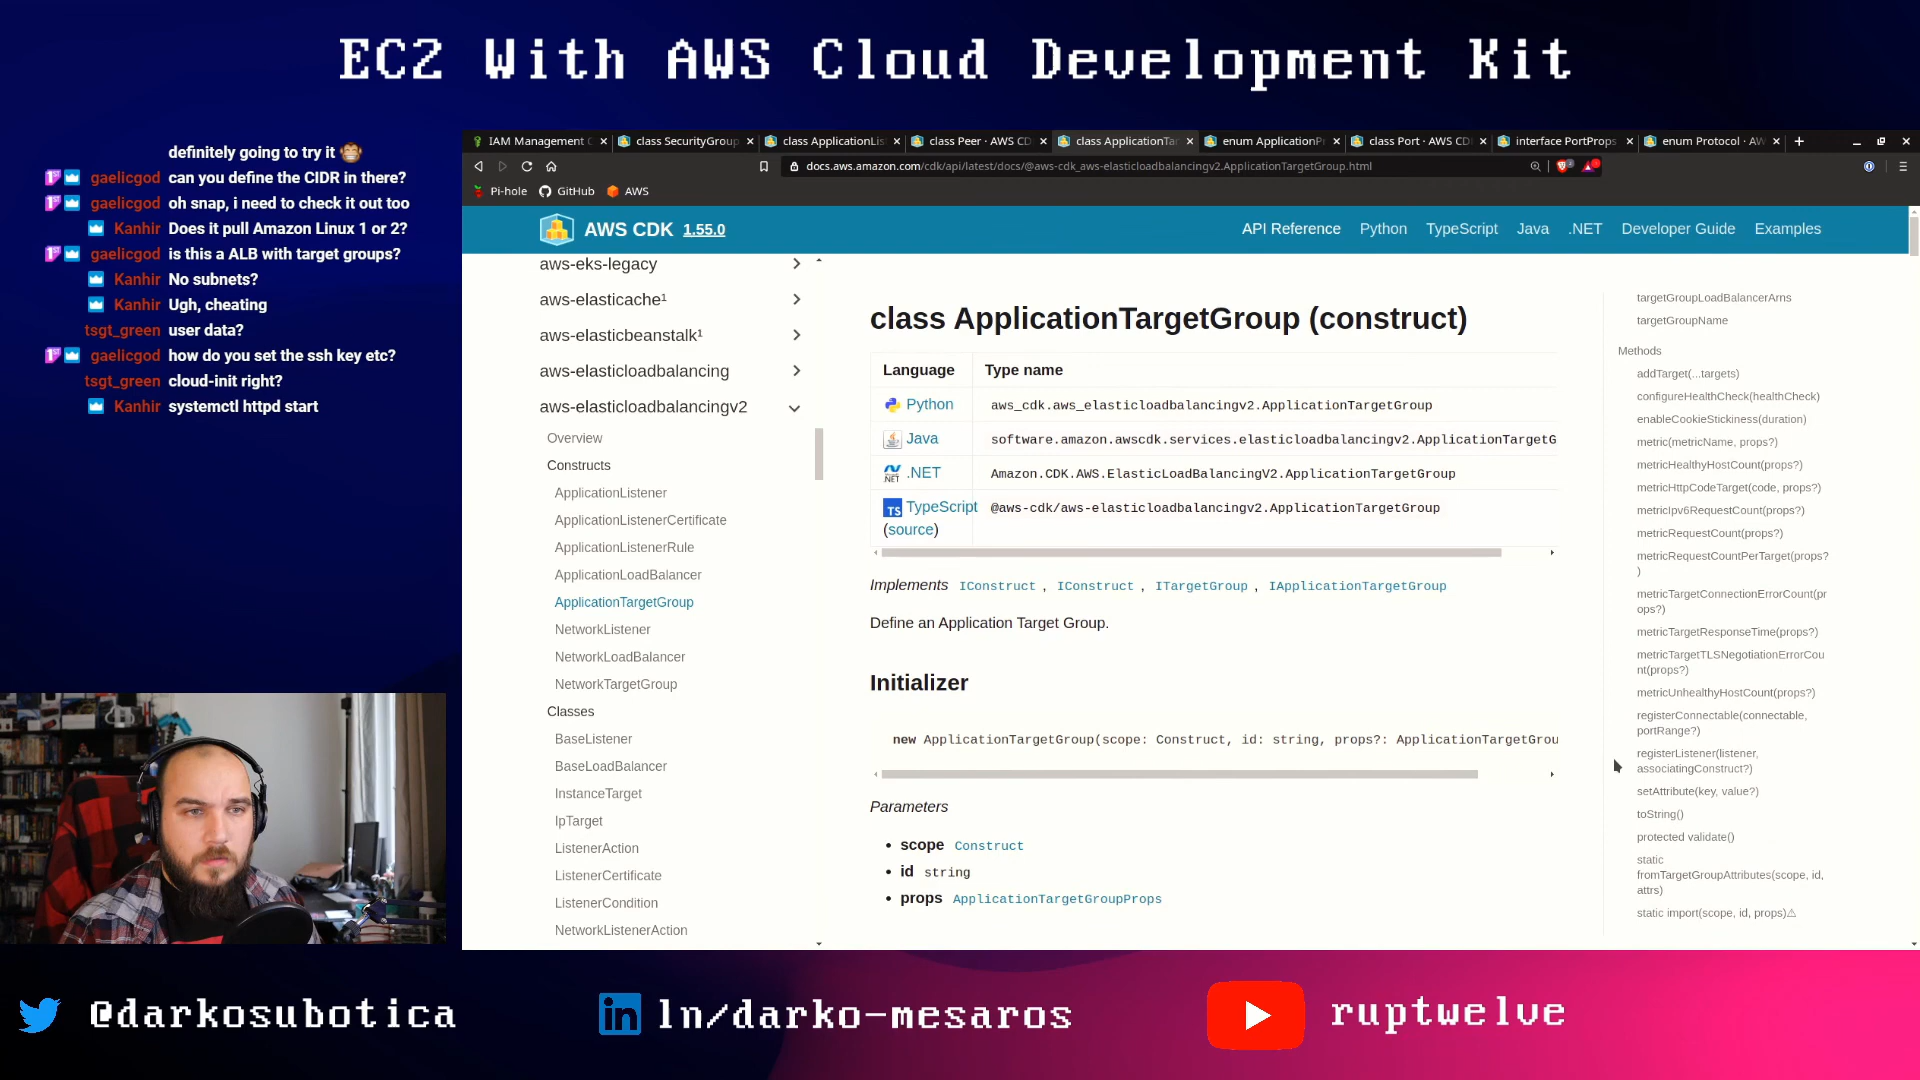 EC2 With AWS Cloud Development Kit
definitely going to try it
gaelicgod can you define the CIDR in there?
gaelicgod oh snap, i need to check it out too
Kanhir Does it pull Amazon Linux 1 or 2?
gaelicgod is this a ALB with target groups?
Kanhir No subnets?
Kanhir Ugh, cheating
tsgt_green user data?
gaelicgod how do you set the ssh key etc?
tsgt_green cloud-init right?
Kanhir systemctl httpd start
IAM Management C
class SecurityGroup
class ApplicationLis
class Peer · AWS CD
class ApplicationTar
enum ApplicationPr
class Port · AWS CD
interface PortProps
enum Protocol · AW
docs.aws.amazon.com/cdk/api/latest/docs/@aws-cdk_aws-elasticloadbalancingv2.ApplicationTargetGroup.html
Pi-hole GitHub AWS
AWS CDK 1.55.0
API Reference Python TypeScript Java .NET Developer Guide Examples
aws-eks-legacy
aws-elasticache¹
aws-elasticbeanstalk¹
aws-elasticloadbalancing
aws-elasticloadbalancingv2
Overview
Constructs
ApplicationListener
ApplicationListenerCertificate
ApplicationListenerRule
ApplicationLoadBalancer
ApplicationTargetGroup
NetworkListener
NetworkLoadBalancer
NetworkTargetGroup
Classes
BaseListener
BaseLoadBalancer
InstanceTarget
IpTarget
ListenerAction
ListenerCertificate
ListenerCondition
NetworkListenerAction
class ApplicationTargetGroup (construct)
Language Type name
Python aws_cdk.aws_elasticloadbalancingv2.ApplicationTargetGroup
Java software.amazon.awscdk.services.elasticloadbalancingv2.ApplicationTargetG
.NET Amazon.CDK.AWS.ElasticLoadBalancingV2.ApplicationTargetGroup
TypeScript @aws-cdk/aws-elasticloadbalancingv2.ApplicationTargetGroup
(source)
Implements IConstruct , IConstruct , ITargetGroup , IApplicationTargetGroup
Define an Application Target Group.
Initializer
new ApplicationTargetGroup(scope: Construct, id: string, props?: ApplicationTargetGrou
Parameters
• scope Construct
• id string
• props ApplicationTargetGroupProps
targetGroupLoadBalancerArns
targetGroupName
Methods
addTarget(...targets)
configureHealthCheck(healthCheck)
enableCookieStickiness(duration)
metric(metricName, props?)
metricHealthyHostCount(props?)
metricHttpCodeTarget(code, props?)
metricIpv6RequestCount(props?)
metricRequestCount(props?)
metricRequestCountPerTarget(props?
)
metricTargetConnectionErrorCount(pr
ops?)
metricTargetResponseTime(props?)
metricTargetTLSNegotiationErrorCou
nt(props?)
metricUnhealthyHostCount(props?)
registerConnectable(connectable,
portRange?)
registerListener(listener,
associatingConstruct?)
setAttribute(key, value?)
toString()
protected validate()
static
fromTargetGroupAttributes(scope, id,
attrs)
static import(scope, id, props)⚠
@darkosubotica
in ln/darko-mesaros
ruptwelve